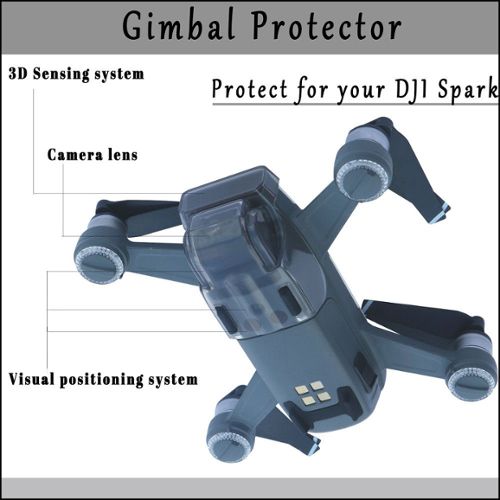 Gimbal Protector
3D Sensing system
Protect for your DJI Spark
Camera lens
Visual positioning system